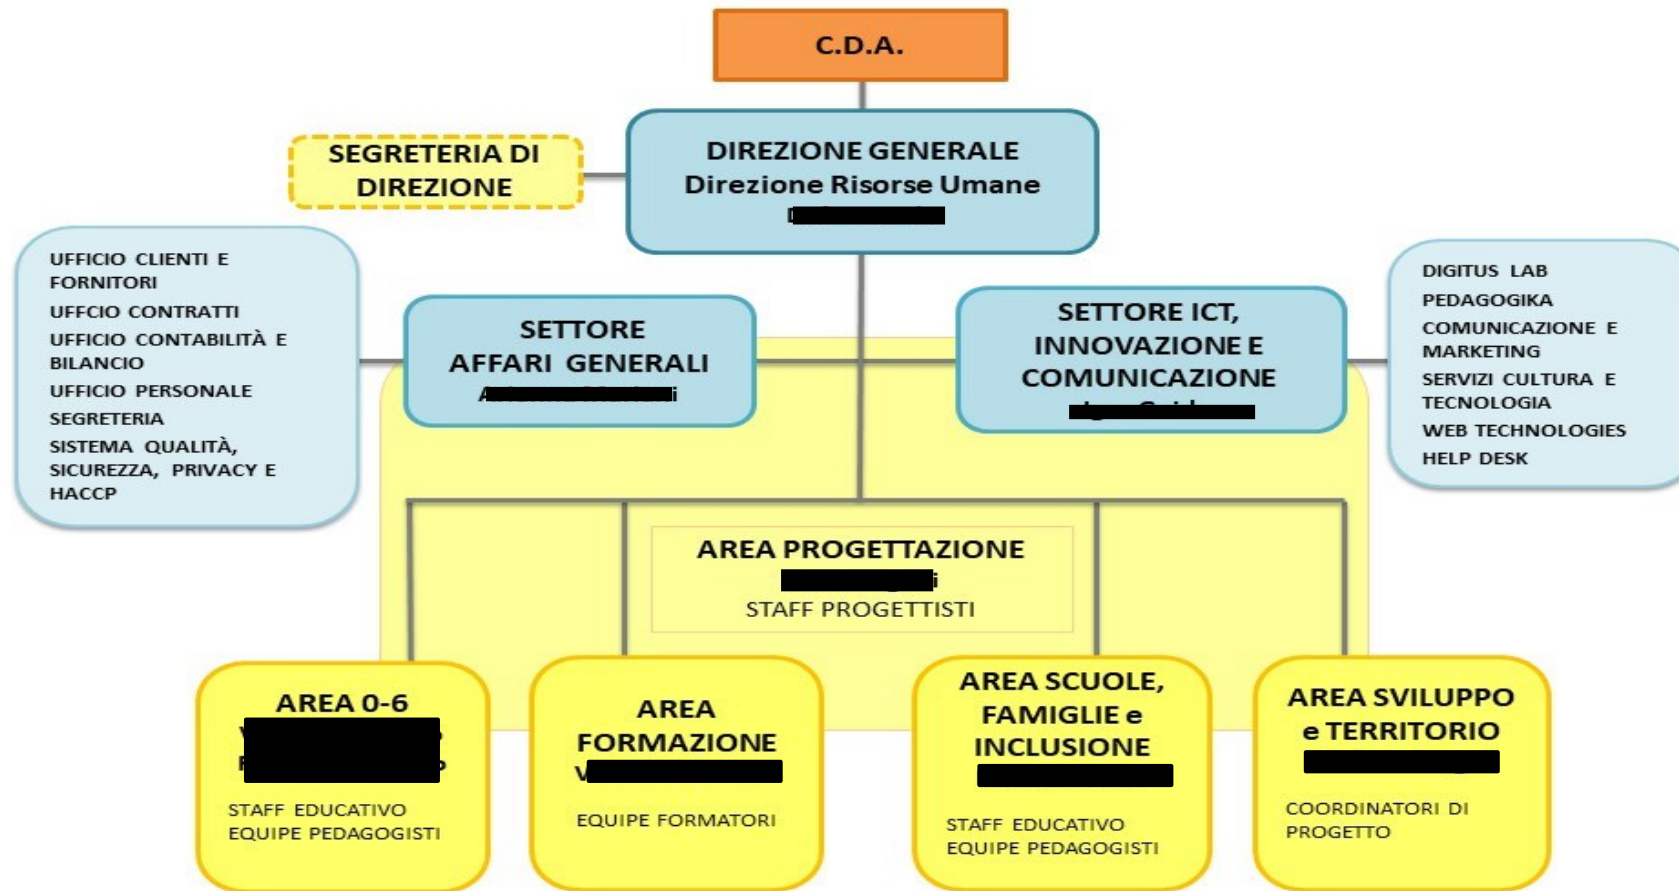 C.D.A.
SEGRETERIA DI
DIREZIONE
DIREZIONE GENERALE
Direzione Risorse Umane
UFFICIO CLIENTI E
FORNITORI
UFFCIO CONTRATTI
UFFICIO CONTABILITÀ E
BILANCIO
UFFICIO PERSONALE
SEGRETERIA
SISTEMA QUALITÀ,
SICUREZZA, PRIVACY E
HACCP
SETTORE
AFFARI GENERALI
SETTORE ICT,
INNOVAZIONE E
COMUNICAZIONE
DIGITUS LAB
PEDAGOGIKA
COMUNICAZIONE E
MARKETING
SERVIZI CULTURA E
TECNOLOGIA
WEB TECHNOLOGIES
HELP DESK
AREA PROGETTAZIONE
STAFF PROGETTISTI
AREA 0-6
STAFF EDUCATIVO
EQUIPE PEDAGOGISTI
AREA
FORMAZIONE
EQUIPE FORMATORI
AREA SCUOLE,
FAMIGLIE e
INCLUSIONE
STAFF EDUCATIVO
EQUIPE PEDAGOGISTI
AREA SVILUPPO
e TERRITORIO
COORDINATORI DI
PROGETTO